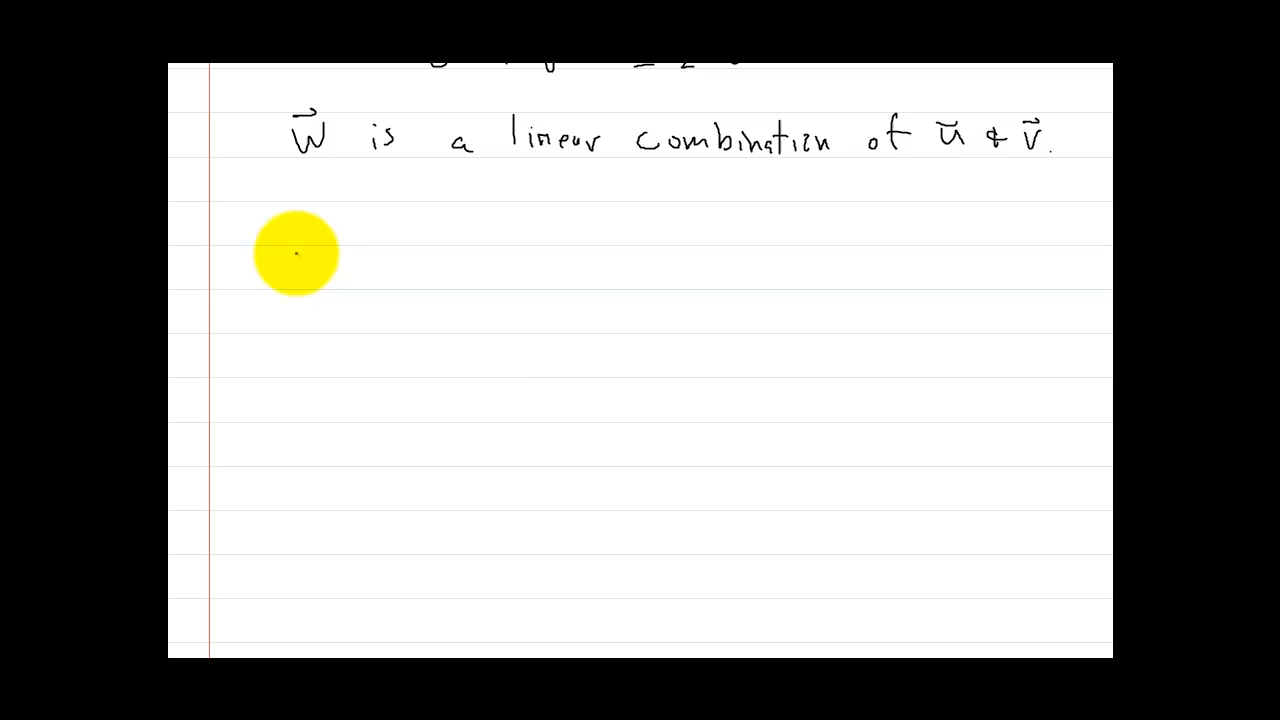 w⃗ is a linear combination of u⃗ & v⃗.